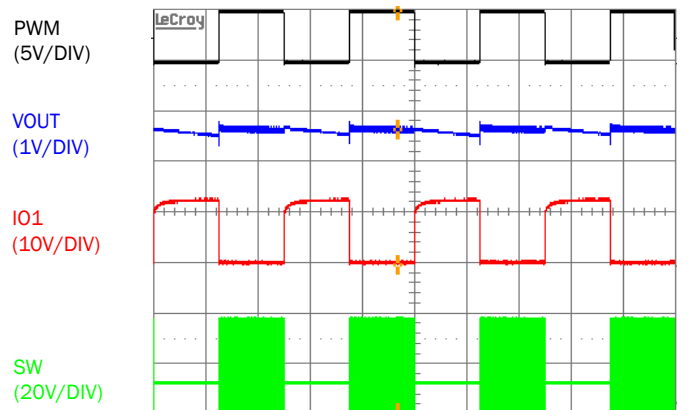 PWM
(5V/DIV)
LeCroy
VOUT
(1V/DIV)
IO1
(10V/DIV)
SW
(20V/DIV)